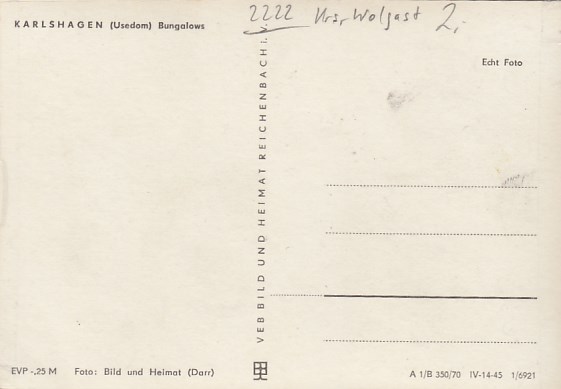 KARLSHAGEN (Usedom) Bungalows
2222 Krs. Wolgast 2,-
Echt Foto
VEB BILD UND HEIMAT REICHENBACH i. V.
EVP -,25 M Foto: Bild und Heimat (Darr)
A 1/B 350/70 IV-14-45 1/6921